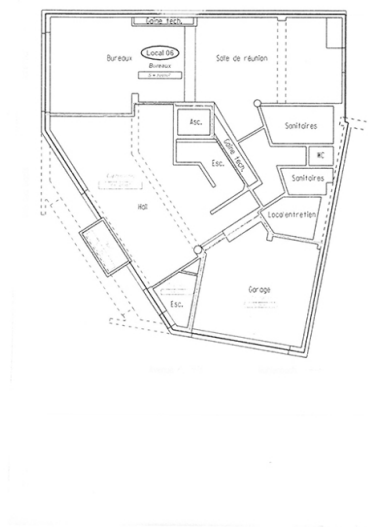 Gaine tech.
Bureaux
Local 06
Bureaux
Salle de réunion
Asc.
Sanitaires
Gaine tech.
Esc.
WC
Sanitaires
Hall
Local entretien
Garage
Esc.